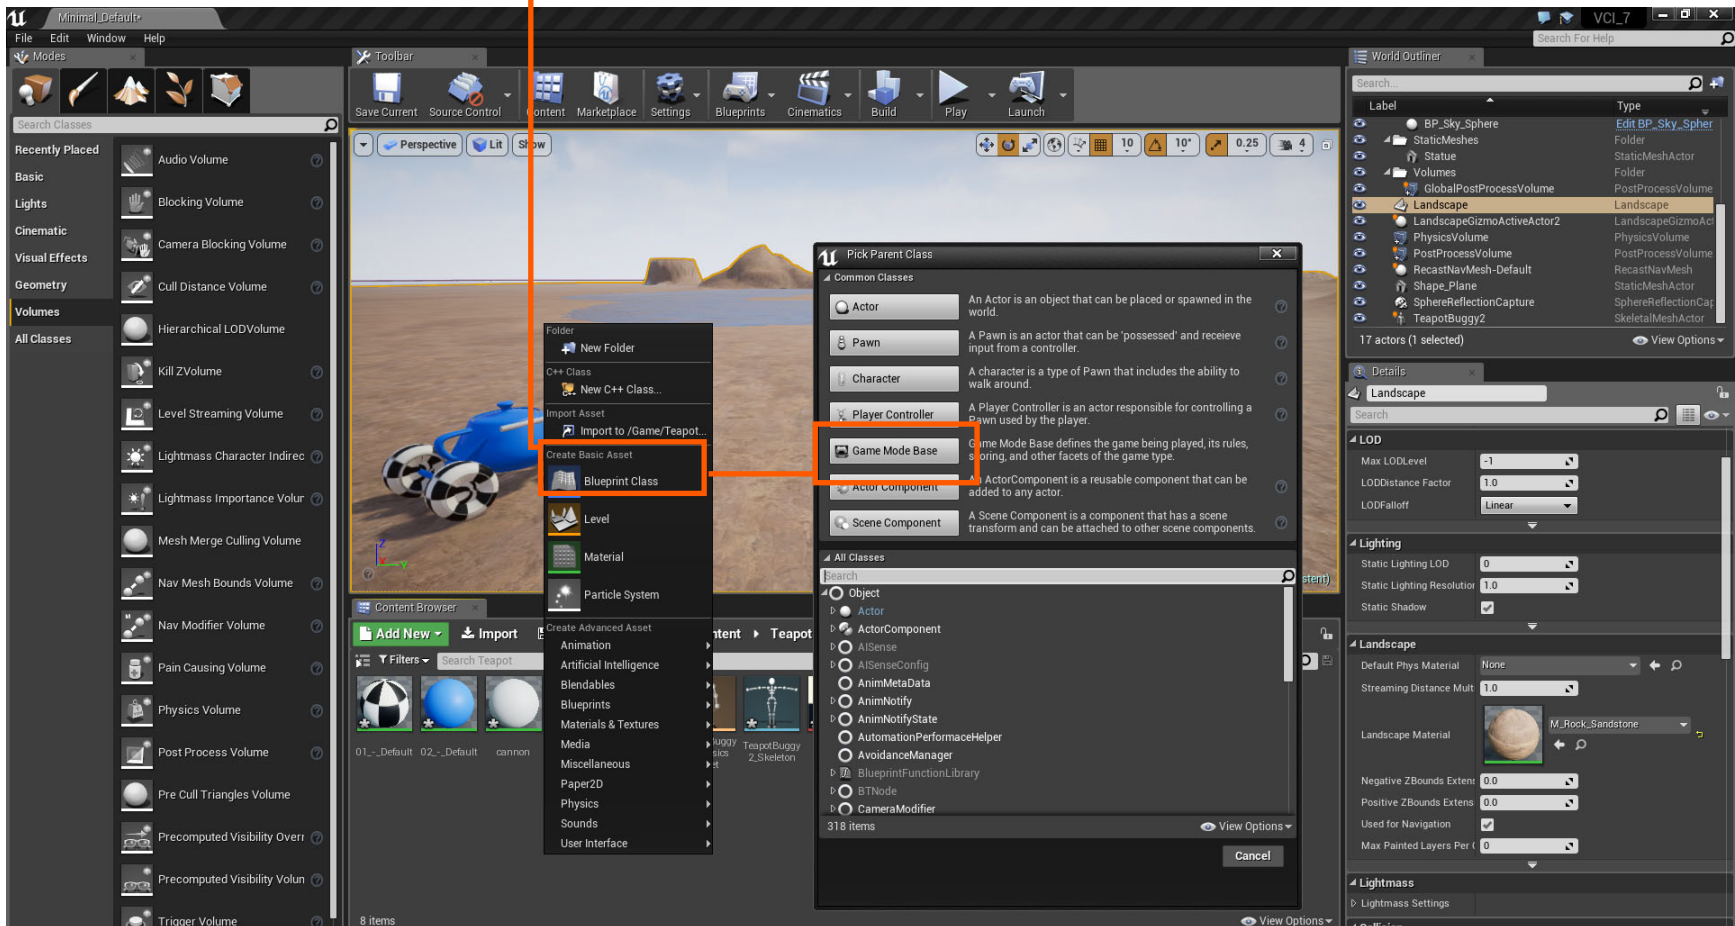 Minimal_Default•
VCI_7
File Edit Window Help
Search For Help
Modes
Toolbar
World Outliner
Save Current Source Control Content Marketplace Settings Blueprints Cinematics Build Play Launch
Search Classes
Recently Placed
Basic
Lights
Cinematic
Visual Effects
Geometry
Volumes
All Classes
Audio Volume
Blocking Volume
Camera Blocking Volume
Cull Distance Volume
Hierarchical LODVolume
Kill ZVolume
Level Streaming Volume
Lightmass Character Indirec
Lightmass Importance Volur
Mesh Merge Culling Volume
Nav Mesh Bounds Volume
Nav Modifier Volume
Pain Causing Volume
Physics Volume
Post Process Volume
Pre Cull Triangles Volume
Precomputed Visibility Overr
Precomputed Visibility Volun
Trigger Volume
Perspective Lit Show
10 10° 0.25 4
Folder
New Folder
C++ Class
New C++ Class...
Import Asset
Import to /Game/Teapot...
Create Basic Asset
Blueprint Class
Level
Material
Particle System
Create Advanced Asset
Animation
Artificial Intelligence
Blendables
Blueprints
Materials & Textures
Media
Miscellaneous
Paper2D
Physics
Sounds
User Interface
Pick Parent Class
Common Classes
Actor
An Actor is an object that can be placed or spawned in the
world.
Pawn
A Pawn is an actor that can be 'possessed' and receieve
input from a controller.
Character
A character is a type of Pawn that includes the ability to
walk around.
Player Controller
A Player Controller is an actor responsible for controlling a
Pawn used by the player.
Game Mode Base
Game Mode Base defines the game being played, its rules,
scoring, and other facets of the game type.
Actor Component
An ActorComponent is a reusable component that can be
added to any actor.
Scene Component
A Scene Component is a component that has a scene
transform and can be attached to other scene components.
All Classes
Search
Object
Actor
ActorComponent
AISense
AISenseConfig
AnimMetaData
AnimNotify
AnimNotifyState
AutomationPerformaceHelper
AvoidanceManager
BlueprintFunctionLibrary
BTNode
CameraModifier
318 items
View Options
Cancel
stent)
Content Browser
Add New Import ntent Teapot
Filters Search Teapot
01_-_Default 02_-_Default cannon
TeapotBuggy
2_Skeleton
8 items
View Options
Search...
Label Type
BP_Sky_Sphere Edit BP_Sky_Spher
StaticMeshes Folder
Statue StaticMeshActor
Volumes Folder
GlobalPostProcessVolume PostProcessVolume
Landscape Landscape
LandscapeGizmoActiveActor2 LandscapeGizmoAct
PhysicsVolume PhysicsVolume
PostProcessVolume PostProcessVolume
RecastNavMesh-Default RecastNavMesh
Shape_Plane StaticMeshActor
SphereReflectionCapture SphereReflectionCap
TeapotBuggy2 SkeletalMeshActor
17 actors (1 selected)
View Options
Details
Landscape
Search
LOD
Max LODLevel -1
LODDistance Factor 1.0
LODFalloff Linear
Lighting
Static Lighting LOD 0
Static Lighting Resolution 1.0
Static Shadow
Landscape
Default Phys Material None
Streaming Distance Mult 1.0
Landscape Material M_Rock_Sandstone
Negative ZBounds Extens 0.0
Positive ZBounds Extens 0.0
Used for Navigation
Max Painted Layers Per ( 0
Lightmass
Lightmass Settings